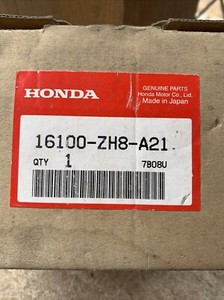 HONDA
GENUINE PARTS
Honda Motor Co., Ltd.
Made in Japan
16100-ZH8-A21
QTY 1 7B08U